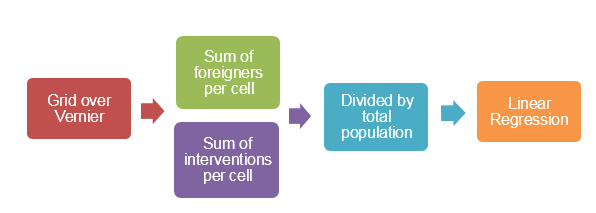 Grid over
Vernier
Sum of
foreigners
per cell
Sum of
interventions
per cell
Divided by
total
population
Linear
Regression